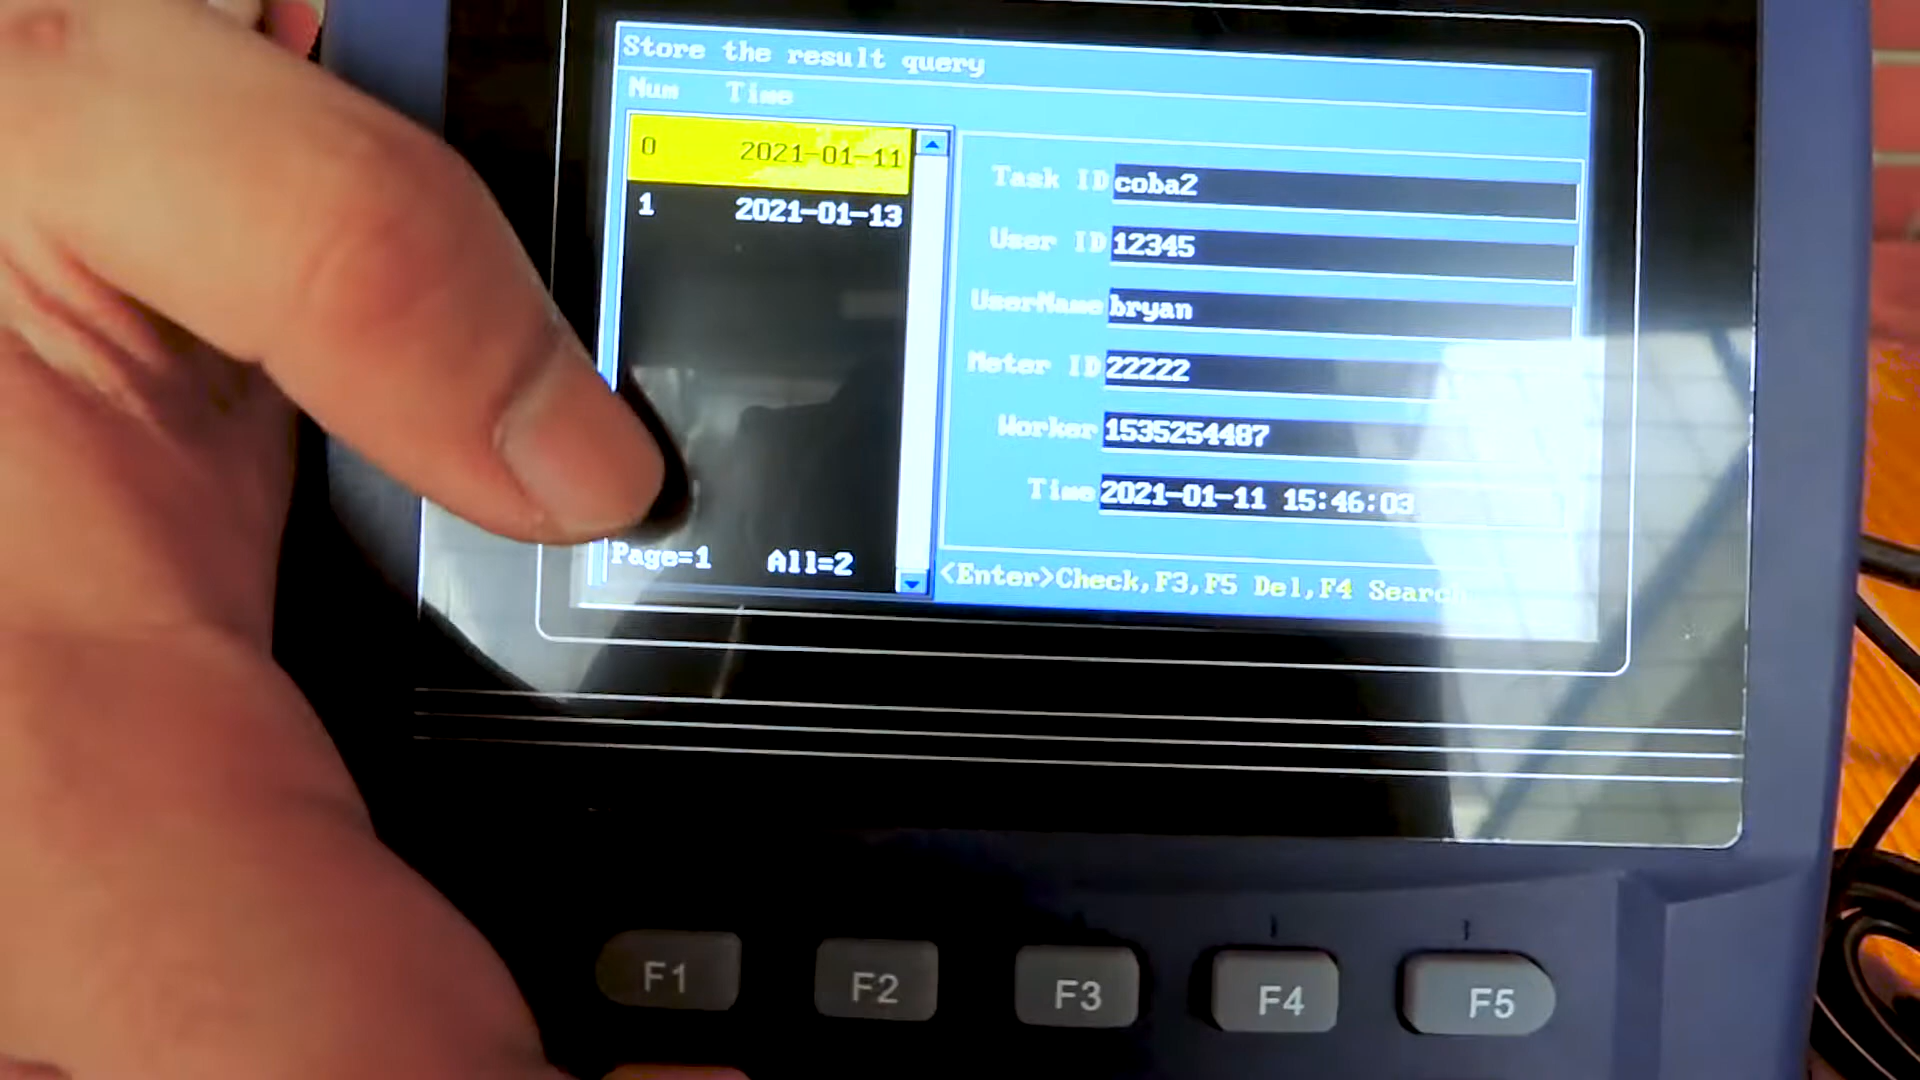 Store the result query
Num Time
0 2021-01-11
1 2021-01-13
Page=1 All=2
Task ID coba2
User ID 12345
UserName bryan
Meter ID 22222
Worker 1535254487
Time 2021-01-11 15:46:03
<Enter>Check,F3,F5 Del,F4 Search
F1 F2 F3 F4 F5